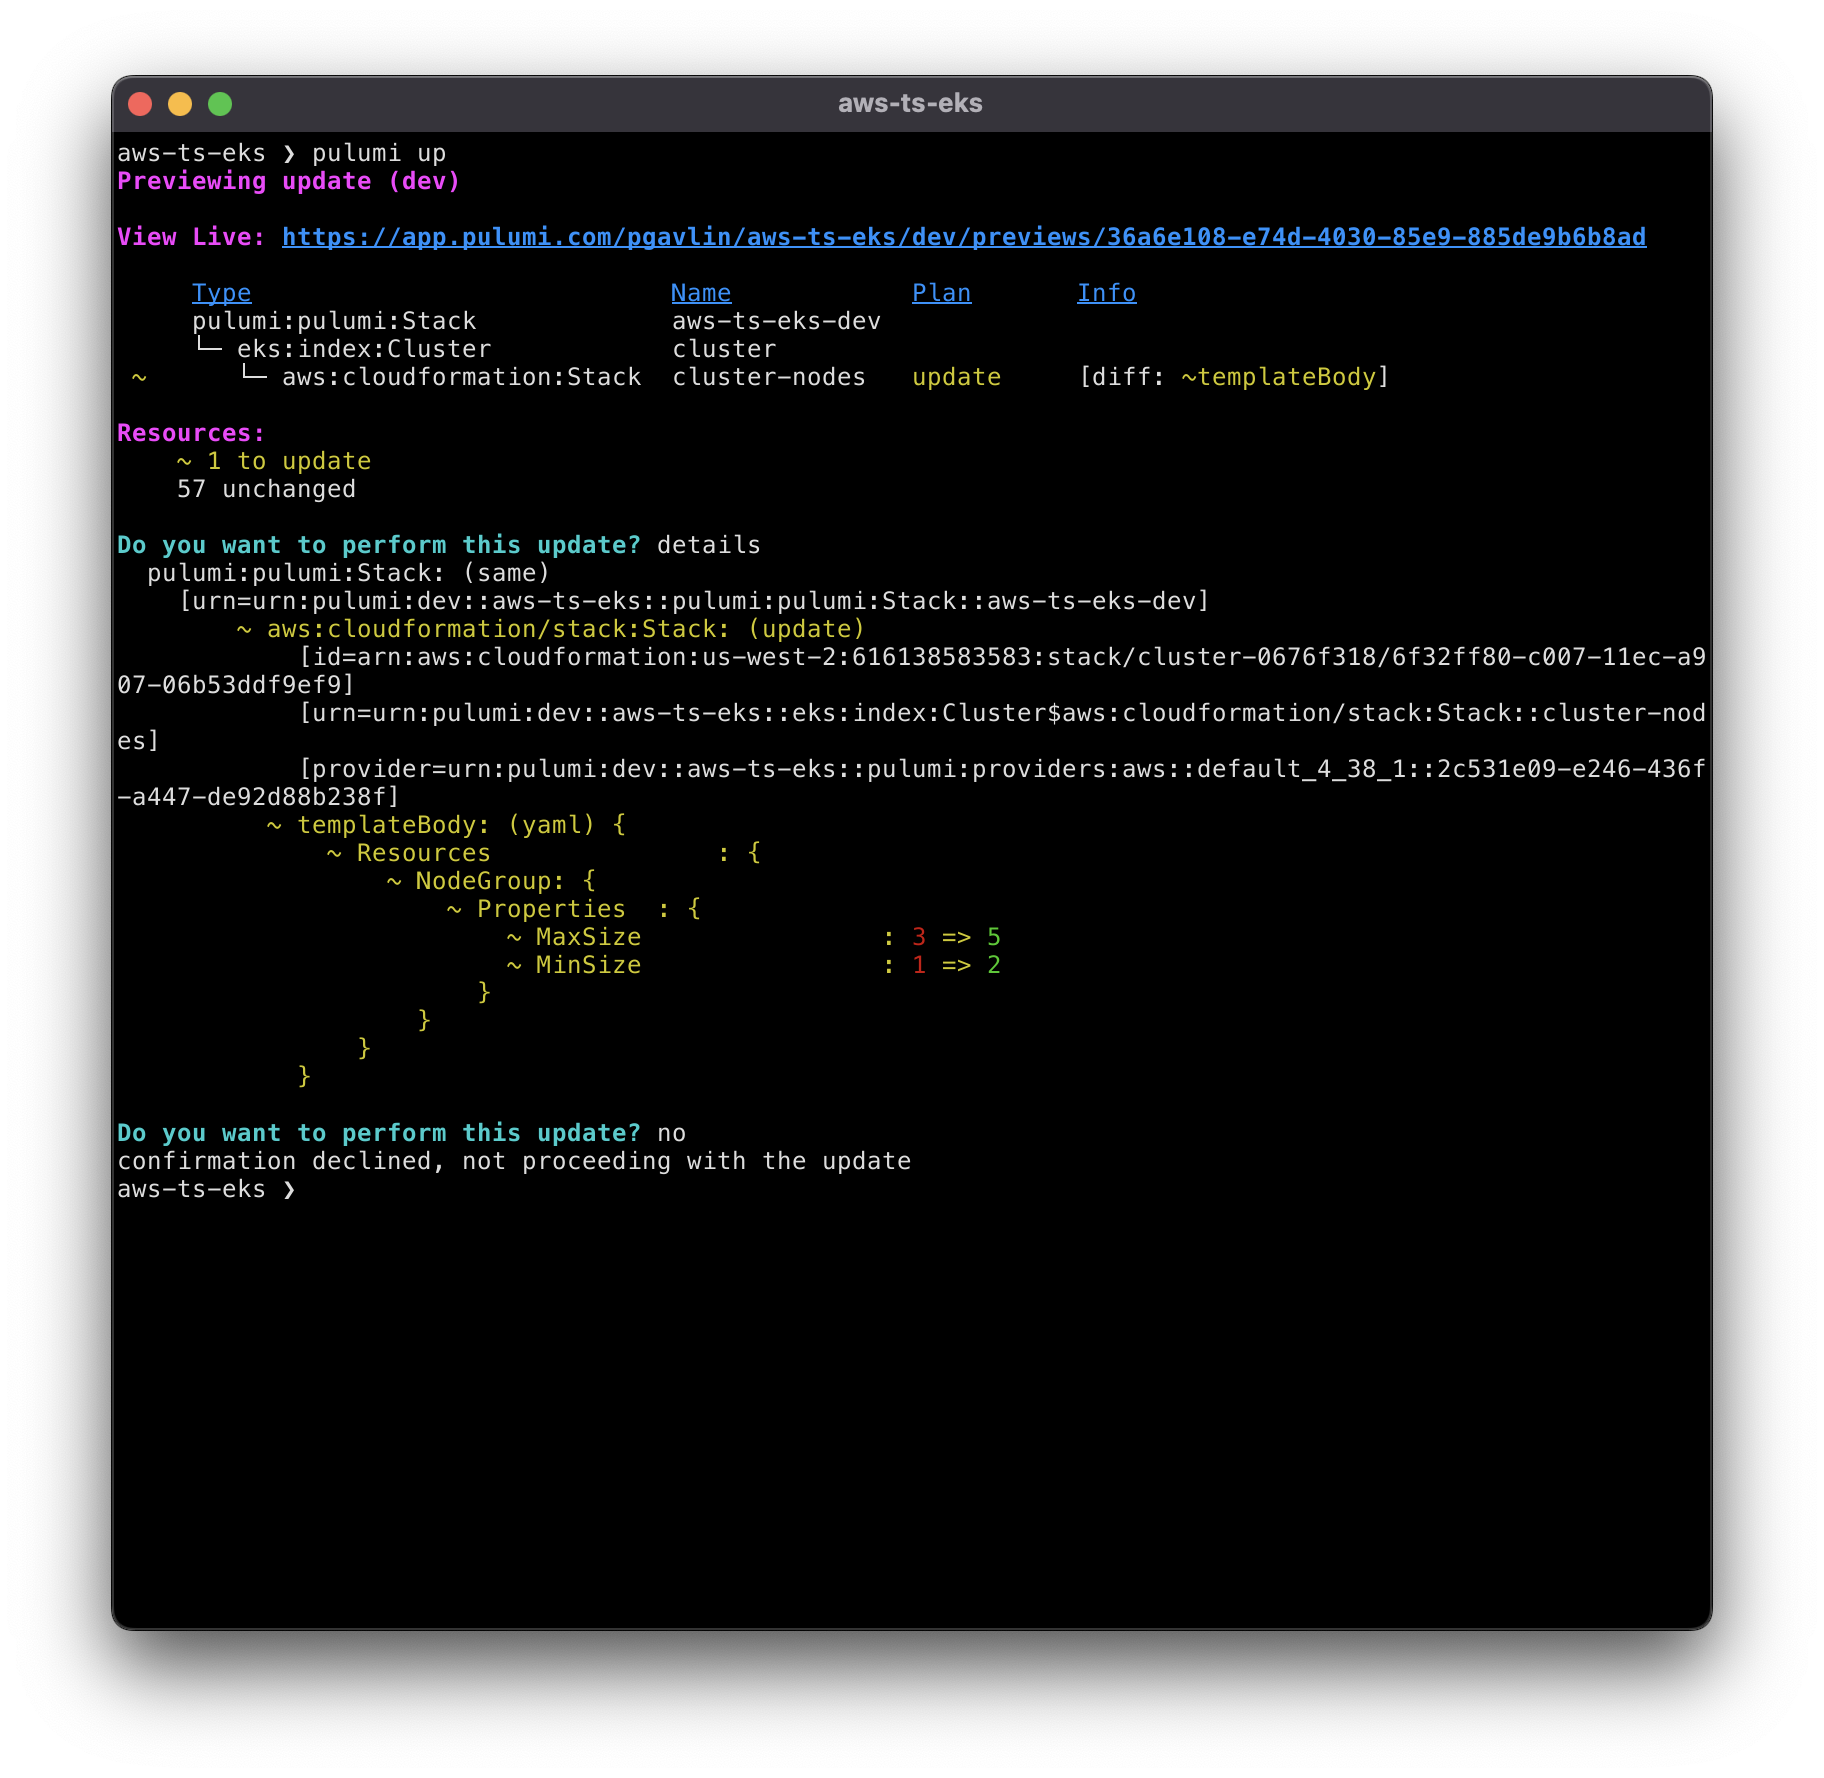 aws-ts-eks
aws-ts-eks ❯ pulumi up
Previewing update (dev)
View Live: https://app.pulumi.com/pgavlin/aws-ts-eks/dev/previews/36a6e108-e74d-4030-85e9-885de9b6b8ad
Type Name Plan Info
pulumi:pulumi:Stack aws-ts-eks-dev
└─ eks:index:Cluster cluster
~ └─ aws:cloudformation:Stack cluster-nodes update [diff: ~templateBody]
Resources:
~ 1 to update
57 unchanged
Do you want to perform this update? details
pulumi:pulumi:Stack: (same)
[urn=urn:pulumi:dev::aws-ts-eks::pulumi:pulumi:Stack::aws-ts-eks-dev]
~ aws:cloudformation/stack:Stack: (update)
[id=arn:aws:cloudformation:us-west-2:616138583583:stack/cluster-0676f318/6f32ff80-c007-11ec-a9
07-06b53ddf9ef9]
[urn=urn:pulumi:dev::aws-ts-eks::eks:index:Cluster$aws:cloudformation/stack:Stack::cluster-nod
es]
[provider=urn:pulumi:dev::aws-ts-eks::pulumi:providers:aws::default_4_38_1::2c531e09-e246-436f
-a447-de92d88b238f]
~ templateBody: (yaml) {
~ Resources : {
~ NodeGroup: {
~ Properties : {
~ MaxSize : 3 => 5
~ MinSize : 1 => 2
}
}
}
}
Do you want to perform this update? no
confirmation declined, not proceeding with the update
aws-ts-eks ❯